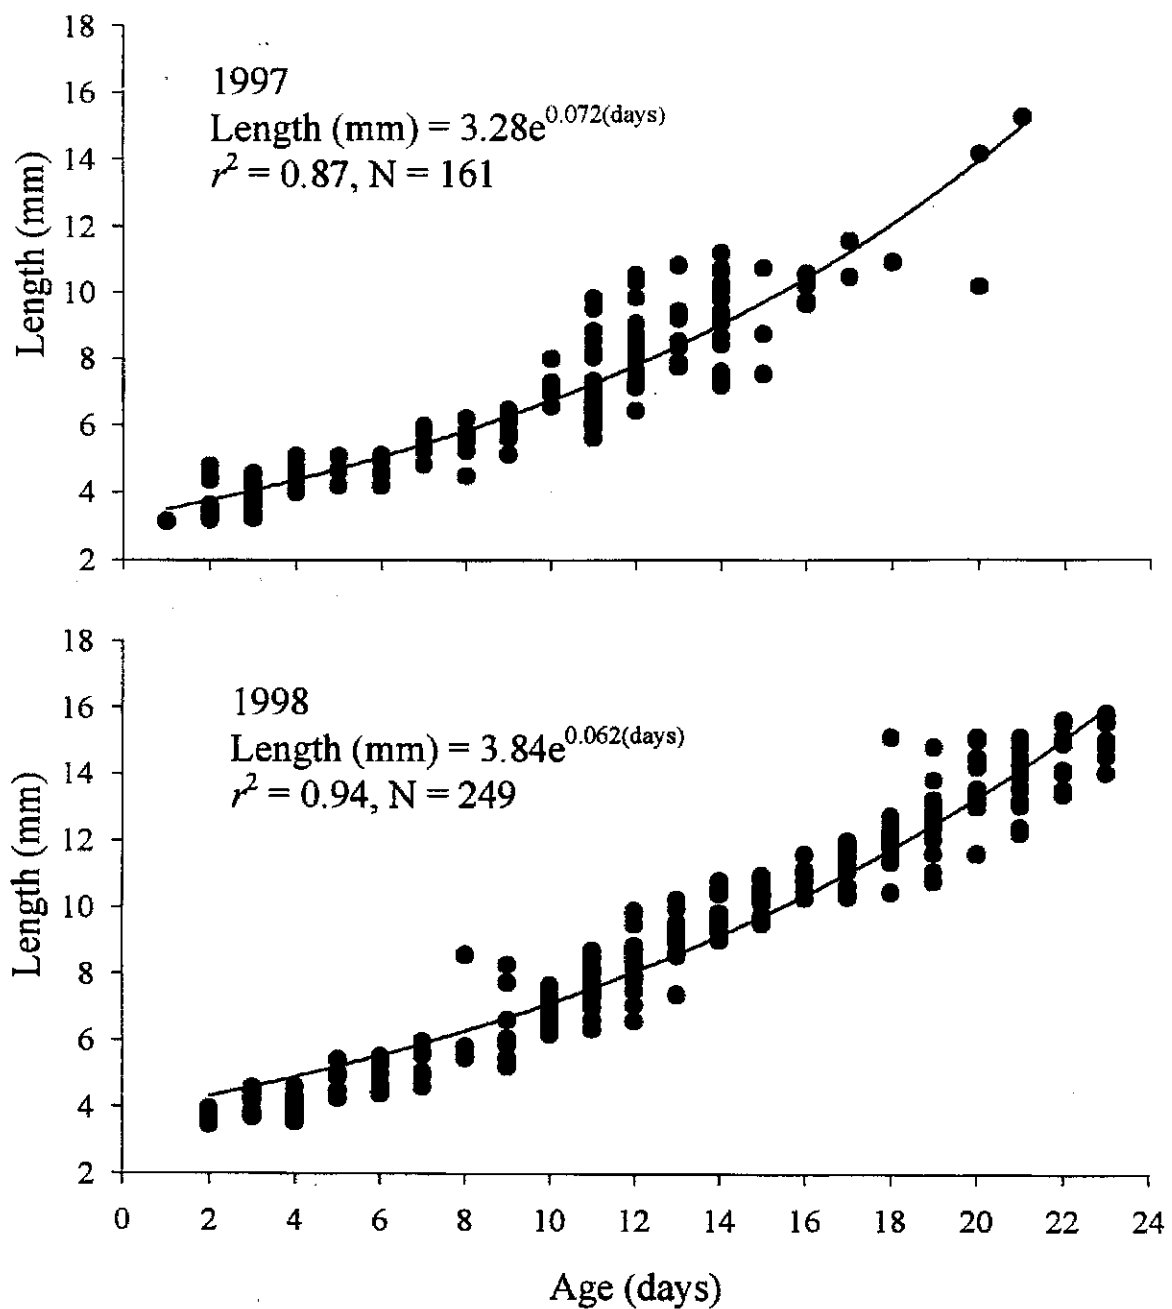 18
16
14
12
10
8
6
4
2
Length (mm)
1997
Length (mm) = 3.28e^0.072(days)
r² = 0.87, N = 161
18
16
14
12
10
8
6
4
2
Length (mm)
1998
Length (mm) = 3.84e^0.062(days)
r² = 0.94, N = 249
0 2 4 6 8 10 12 14 16 18 20 22 24
Age (days)